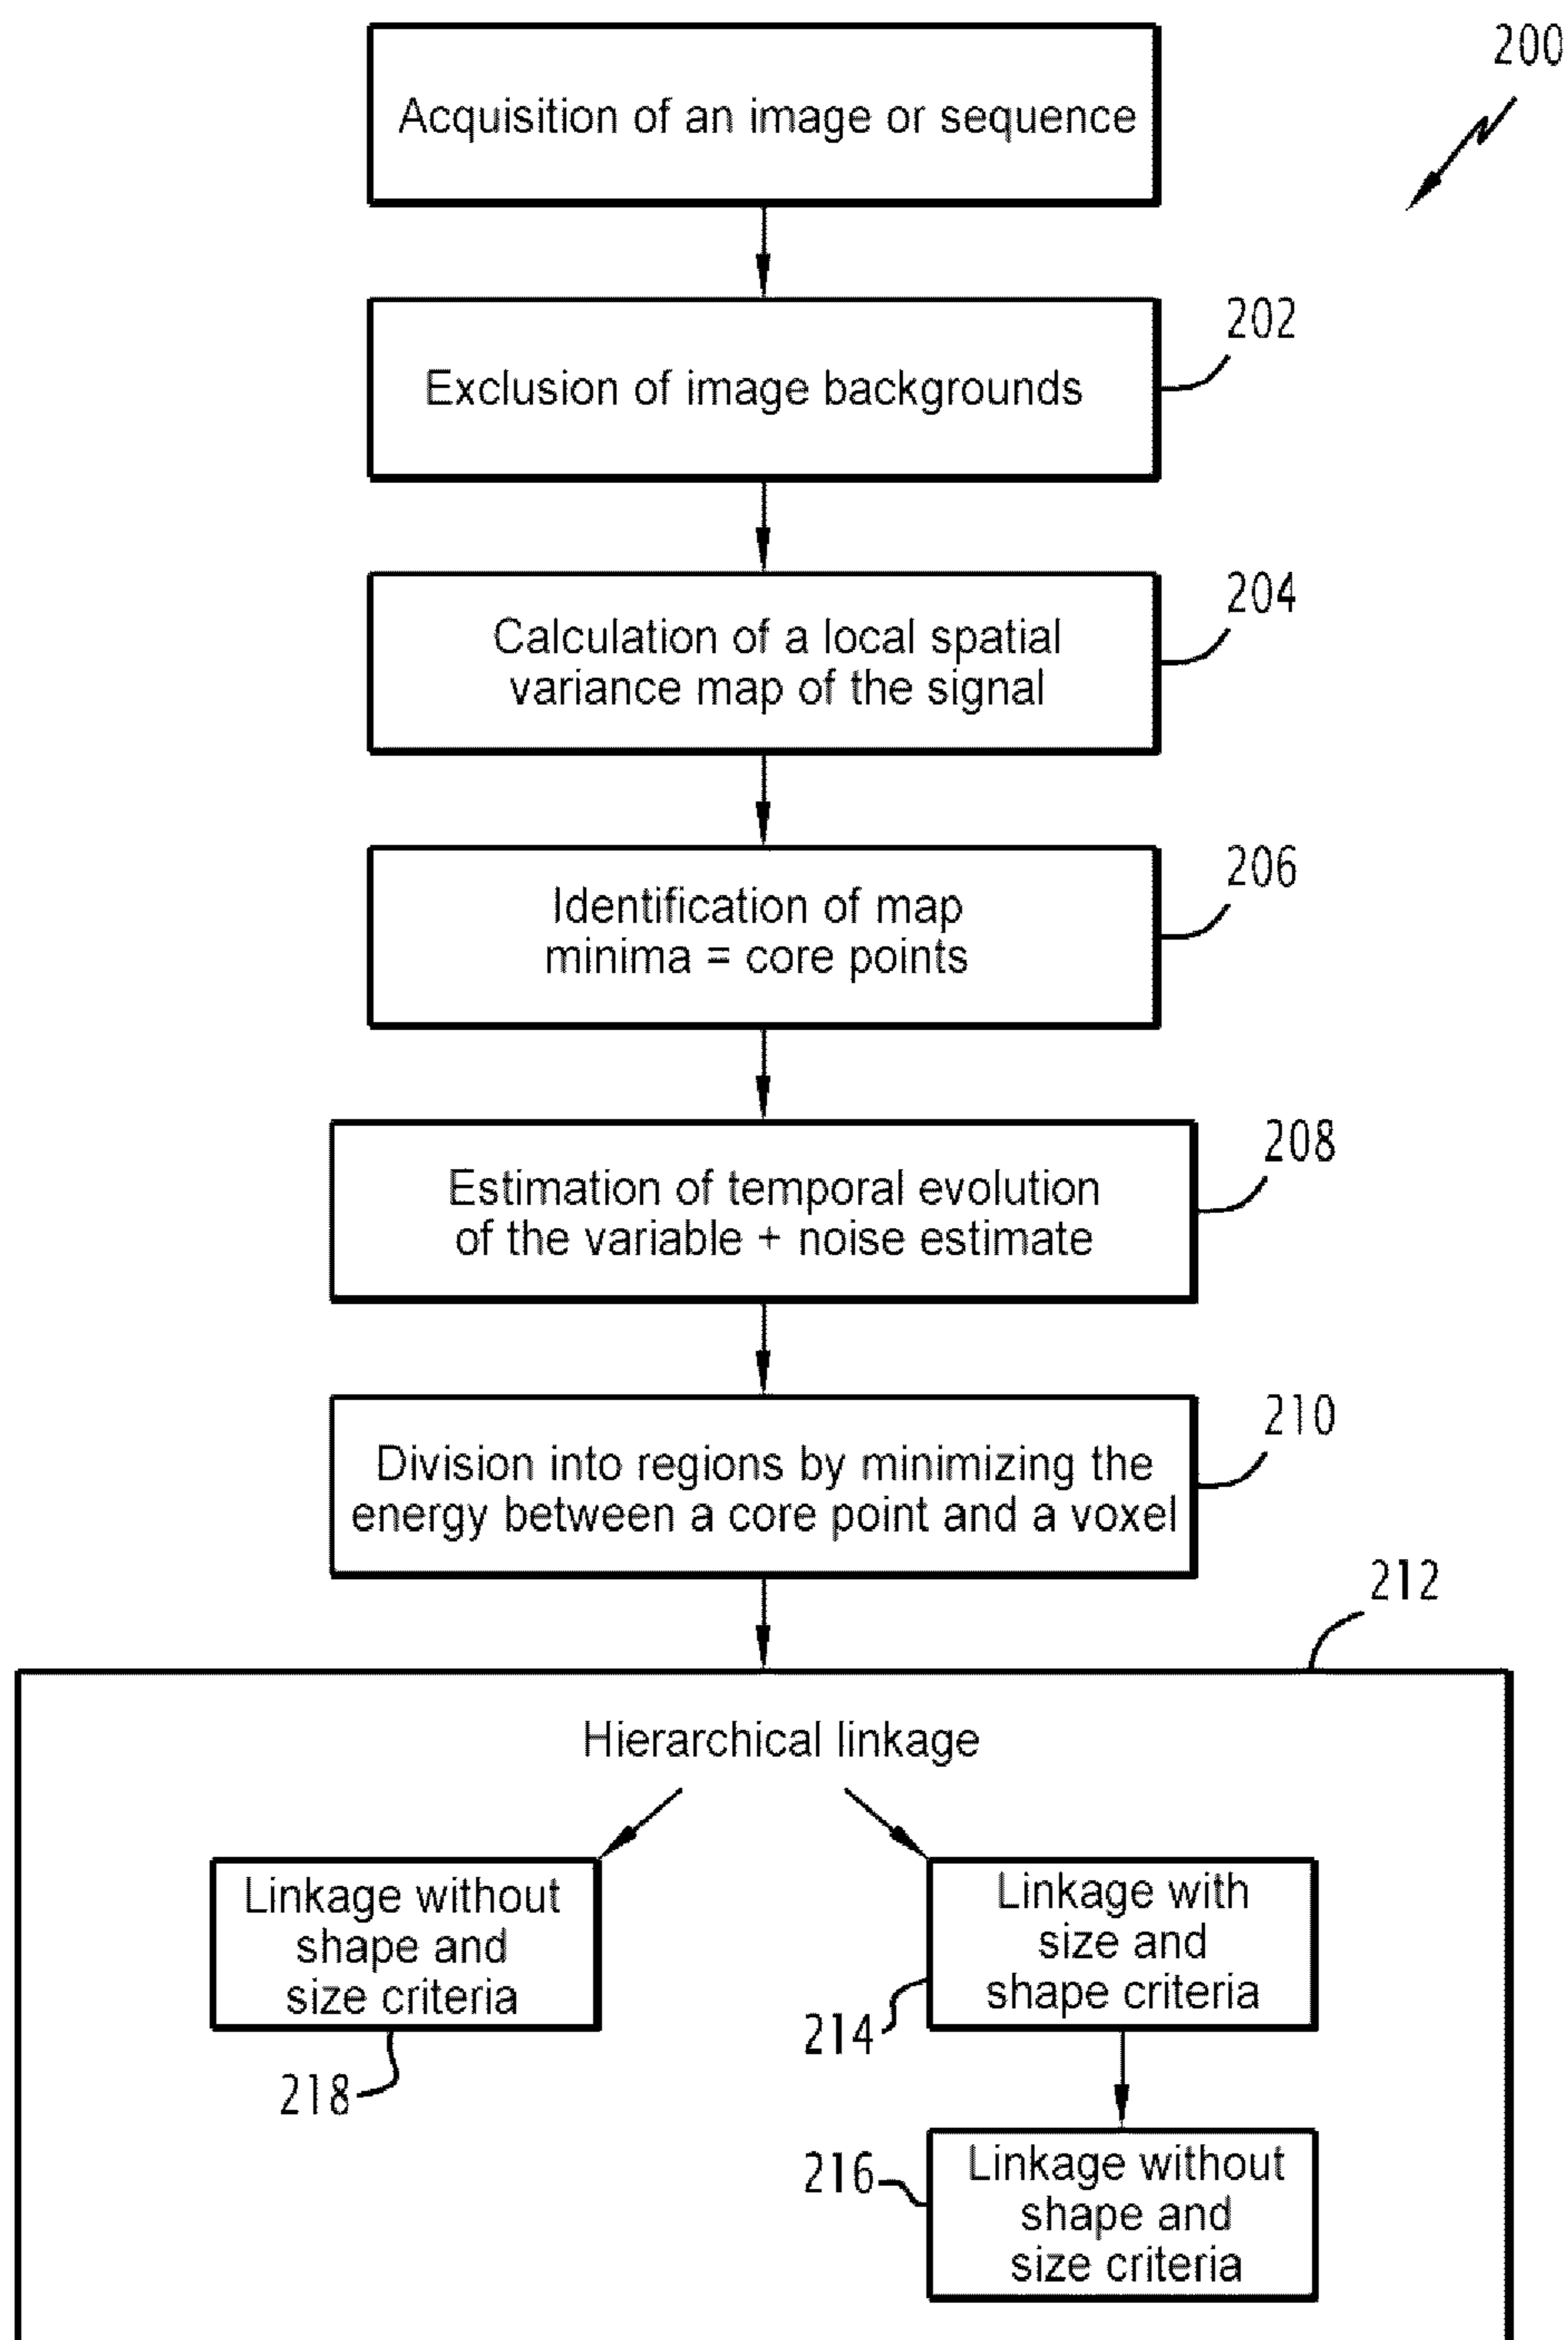 200
Acquisition of an image or sequence
202
Exclusion of image backgrounds
204
Calculation of a local spatial
variance map of the signal
206
Identification of map
minima = core points
208
Estimation of temporal evolution
of the variable + noise estimate
210
Division into regions by minimizing the
energy between a core point and a voxel
212
Hierarchical linkage
Linkage without
shape and
size criteria
218
Linkage with
size and
shape criteria
214
216
Linkage without
shape and
size criteria